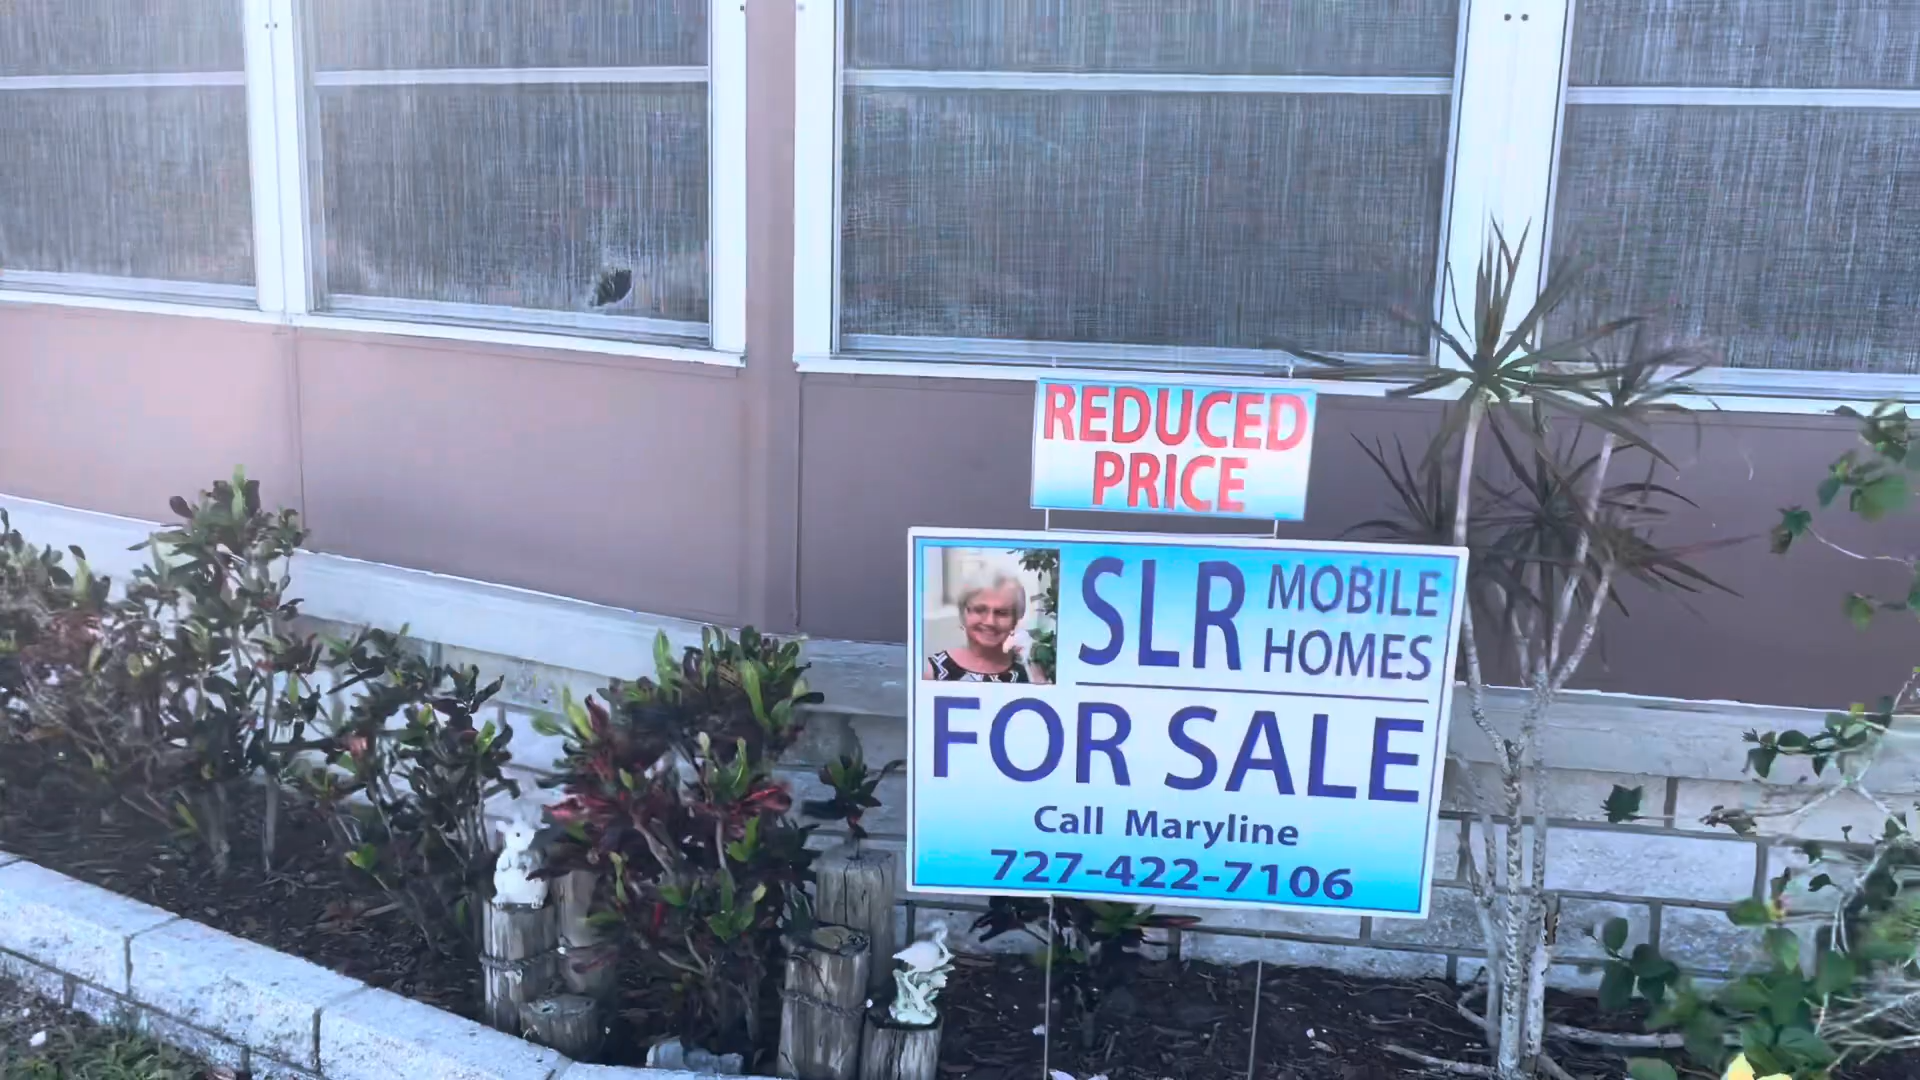 REDUCED
PRICE
SLR MOBILE
HOMES
FOR SALE
Call Maryline
727-422-7106